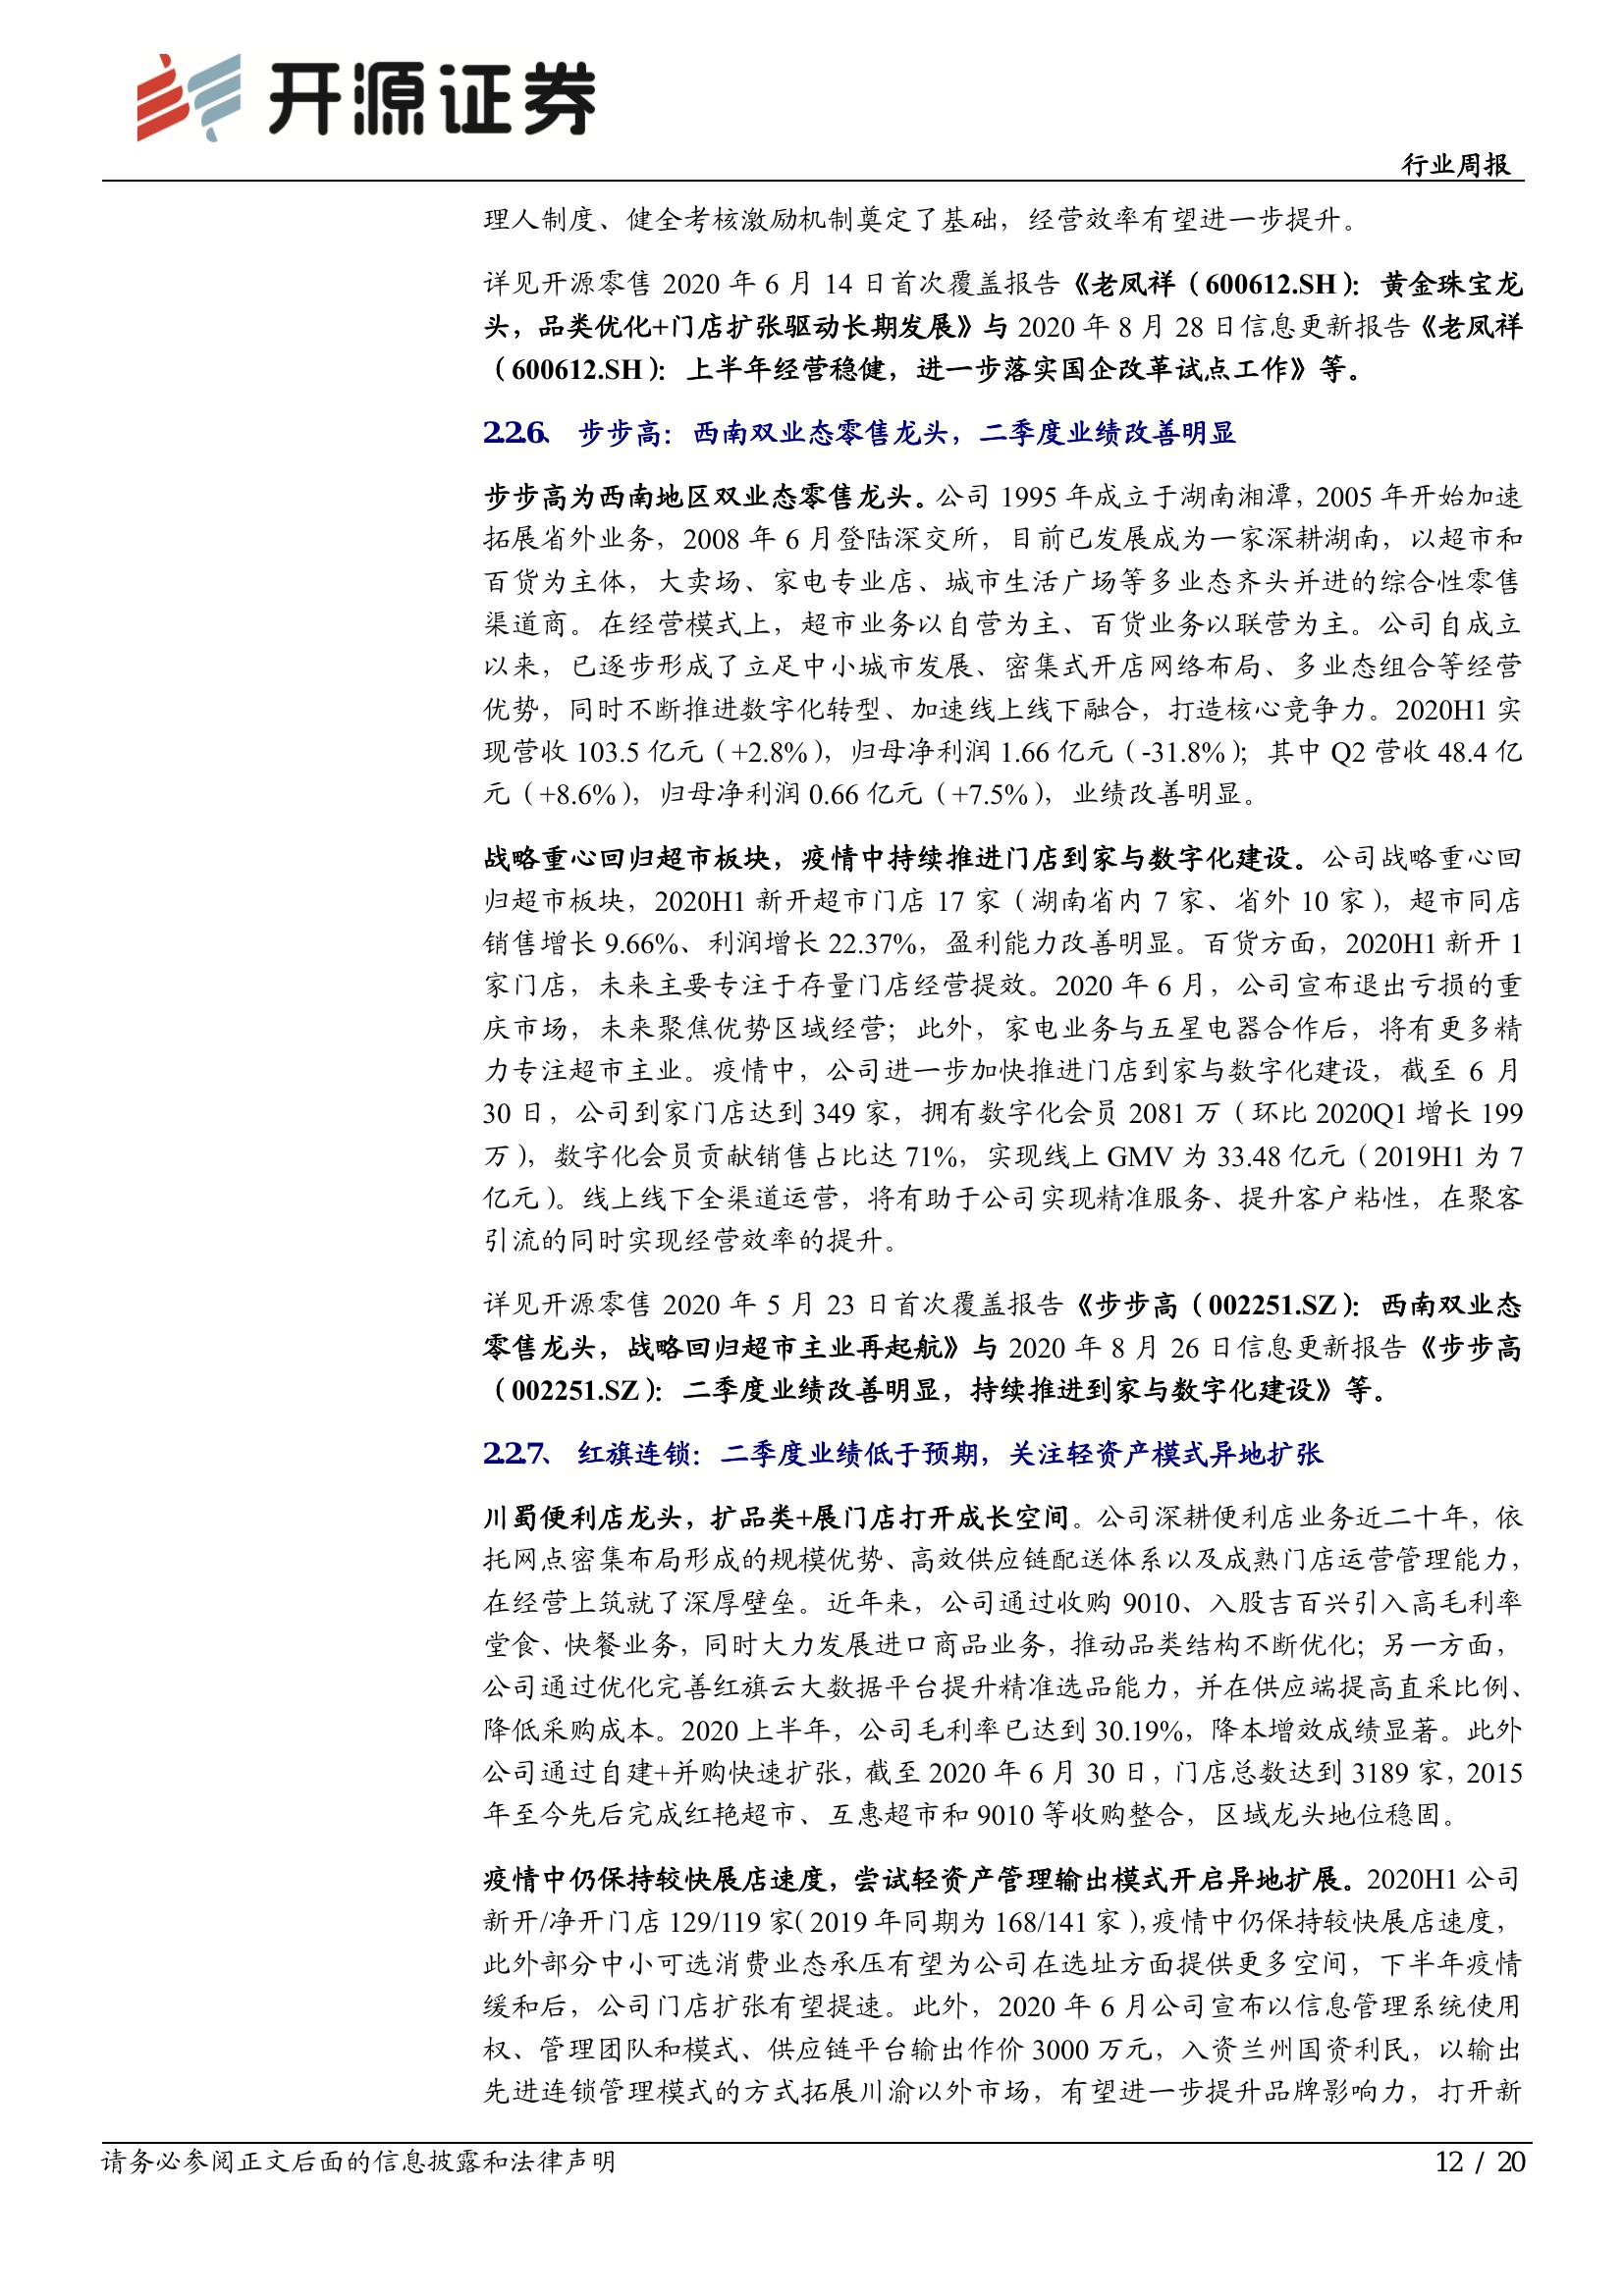 开源证券
行业周报
理人制度、健全考核激励机制奠定了基础，经营效率有望进一步提升。
详见开源零售 2020 年 6 月 14 日首次覆盖报告《老凤祥（600612.SH）：黄金珠宝龙
头，品类优化+门店扩张驱动长期发展》与 2020 年 8 月 28 日信息更新报告《老凤祥
（600612.SH）：上半年经营稳健，进一步落实国企改革试点工作》等。
2.2.6、 步步高：西南双业态零售龙头，二季度业绩改善明显
步步高为西南地区双业态零售龙头。公司 1995 年成立于湖南湘潭，2005 年开始加速
拓展省外业务，2008 年 6 月登陆深交所，目前已发展成为一家深耕湖南，以超市和
百货为主体，大卖场、家电专业店、城市生活广场等多业态齐头并进的综合性零售
渠道商。在经营模式上，超市业务以自营为主、百货业务以联营为主。公司自成立
以来，已逐步形成了立足中小城市发展、密集式开店网络布局、多业态组合等经营
优势，同时不断推进数字化转型、加速线上线下融合，打造核心竞争力。2020H1 实
现营收 103.5 亿元（+2.8%），归母净利润 1.66 亿元（-31.8%）；其中 Q2 营收 48.4 亿
元（+8.6%），归母净利润 0.66 亿元（+7.5%），业绩改善明显。
战略重心回归超市板块，疫情中持续推进门店到家与数字化建设。公司战略重心回
归超市板块，2020H1 新开超市门店 17 家（湖南省内 7 家、省外 10 家），超市同店
销售增长 9.66%、利润增长 22.37%，盈利能力改善明显。百货方面，2020H1 新开 1
家门店，未来主要专注于存量门店经营提效。2020 年 6 月，公司宣布退出亏损的重
庆市场，未来聚焦优势区域经营；此外，家电业务与五星电器合作后，将有更多精
力专注超市主业。疫情中，公司进一步加快推进门店到家与数字化建设，截至 6 月
30 日，公司到家门店达到 349 家，拥有数字化会员 2081 万（环比 2020Q1 增长 199
万），数字化会员贡献销售占比达 71%，实现线上 GMV 为 33.48 亿元（2019H1 为 7
亿元）。线上线下全渠道运营，将有助于公司实现精准服务、提升客户粘性，在聚客
引流的同时实现经营效率的提升。
详见开源零售 2020 年 5 月 23 日首次覆盖报告《步步高（002251.SZ）：西南双业态
零售龙头，战略回归超市主业再起航》与 2020 年 8 月 26 日信息更新报告《步步高
（002251.SZ）：二季度业绩改善明显，持续推进到家与数字化建设》等。
2.2.7、 红旗连锁：二季度业绩低于预期，关注轻资产模式异地扩张
川蜀便利店龙头，扩品类+展门店打开成长空间。公司深耕便利店业务近二十年，依
托网点密集布局形成的规模优势、高效供应链配送体系以及成熟门店运营管理能力，
在经营上筑就了深厚壁垒。近年来，公司通过收购 9010、入股吉百兴引入高毛利率
堂食、快餐业务，同时大力发展进口商品业务，推动品类结构不断优化；另一方面，
公司通过优化完善红旗云大数据平台提升精准选品能力，并在供应端提高直采比例、
降低采购成本。2020 上半年，公司毛利率已达到 30.19%，降本增效成绩显著。此外
公司通过自建+并购快速扩张，截至 2020 年 6 月 30 日，门店总数达到 3189 家，2015
年至今先后完成红艳超市、互惠超市和 9010 等收购整合，区域龙头地位稳固。
疫情中仍保持较快展店速度，尝试轻资产管理输出模式开启异地扩展。2020H1 公司
新开/净开门店 129/119 家（2019 年同期为 168/141 家），疫情中仍保持较快展店速度，
此外部分中小可选消费业态承压有望为公司在选址方面提供更多空间，下半年疫情
缓和后，公司门店扩张有望提速。此外，2020 年 6 月公司宣布以信息管理系统使用
权、管理团队和模式、供应链平台输出作价 3000 万元，入资兰州国资利民，以输出
先进连锁管理模式的方式拓展川渝以外市场，有望进一步提升品牌影响力，打开新
请务必参阅正文后面的信息披露和法律声明
12 / 20